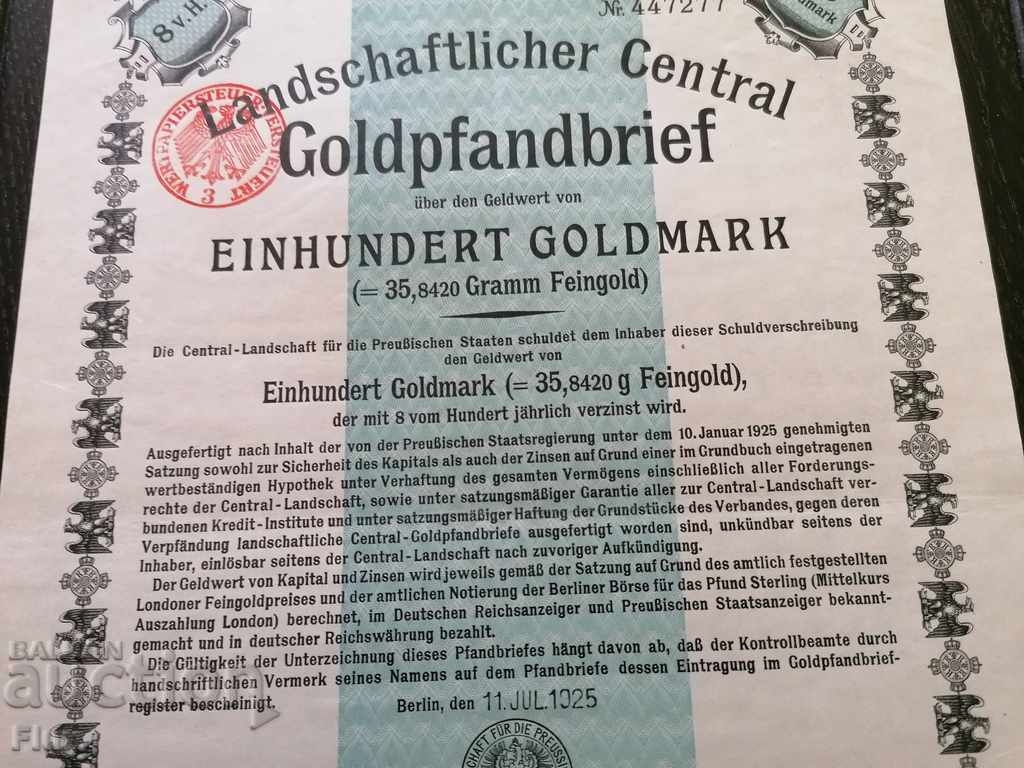 8 v. H.
Nr. 447277
mark
Landschaftlicher Central
WERTPAPIERSTEUER VERSTEUERT
3
Goldpfandbrief
über den Geldwert von
EINHUNDERT GOLDMARK
(= 35,8420 Gramm Feingold)
Die Central-Landschaft für die Preußischen Staaten schuldet dem Inhaber dieser Schuldverschreibung
den Geldwert von
Einhundert Goldmark (= 35,8420 g Feingold),
der mit 8 vom Hundert jährlich verzinst wird.
Ausgefertigt nach Inhalt der von der Preußischen Staatsregierung unter dem 10. Januar 1925 genehmigten
Satzung sowohl zur Sicherheit des Kapitals als auch der Zinsen auf Grund einer im Grundbuch eingetragenen
wertbeständigen Hypothek unter Verhaftung des gesamten Vermögens einschließlich aller Forderungs-
rechte der Central-Landschaft, sowie unter satzungsmäßiger Garantie aller zur Central-Landschaft ver-
bundenen Kredit-Institute und unter satzungsmäßiger Haftung der Grundstücke des Verbandes, gegen deren
Verpfändung landschaftliche Central-Goldpfandbriefe ausgefertigt worden sind, unkündbar seitens der
Inhaber, einlösbar seitens der Central-Landschaft nach zuvoriger Aufkündigung.
Der Geldwert von Kapital und Zinsen wird jeweils gemäß der Satzung auf Grund des amtlich festgestellten
Londoner Feingoldpreises und der amtlichen Notierung der Berliner Börse für das Pfund Sterling (Mittelkurs
Auszahlung London) berechnet, im Deutschen Reichsanzeiger und Preußischen Staatsanzeiger bekannt-
gemacht und in deutscher Reichswährung bezahlt.
Die Gültigkeit der Unterzeichnung dieses Pfandbriefes hängt davon ab, daß der Kontrollbeamte durch
handschriftlichen Vermerk seines Namens auf dem Pfandbriefe dessen Eintragung im Goldpfandbrief-
register bescheinigt.
Berlin, den 11. JUL. 1925
SCHAFT FÜR DIE PREUSSI
BALKAN
auction